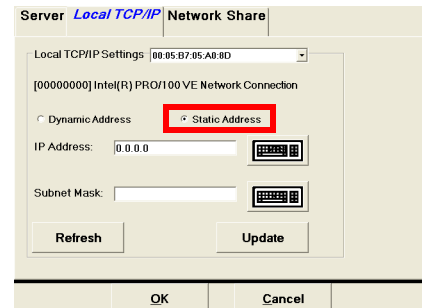 Server Local TCP/IP Network Share
Local TCP/IP Settings 00:05:B7:05:A0:8D
[00000000] Intel(R) PRO/100 VE Network Connection
Dynamic Address Static Address
IP Address: 0.0.0.0
Subnet Mask:
Refresh Update
OK Cancel